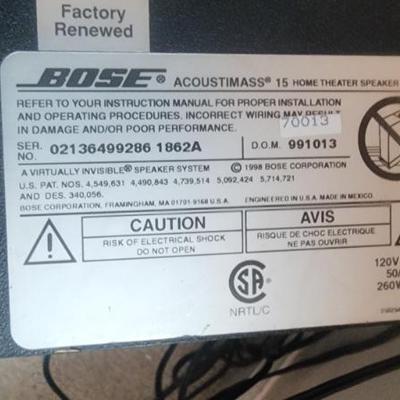 Factory
Renewed
BOSE® ACOUSTIMASS® 15 HOME THEATER SPEAKER
REFER TO YOUR INSTRUCTION MANUAL FOR PROPER INSTALLATION
AND OPERATING PROCEDURES. INCORRECT WIRING MAY RESULT
70013
IN DAMAGE AND/OR POOR PERFORMANCE.
SER. NO. 02136499286 1862A D.O.M. 991013
A VIRTUALLY INVISIBLE® SPEAKER SYSTEM ©1998 BOSE CORPORATION
U.S. PAT. NOS. 4,549,631 4,490,843 4,739,514 5,092,424 5,714,721
AND DES. 340,056.
BOSE CORPORATION, FRAMINGHAM, MA 01701-9168 U.S.A. ENGINEERED IN U.S.A. MADE IN MEXICO.
CAUTION
RISK OF ELECTRICAL SHOCK
DO NOT OPEN
AVIS
RISQUE DE CHOC ELECTRIQUE
NE PAS OUVRIR
SA
NRTL/C
120V
50/
260W